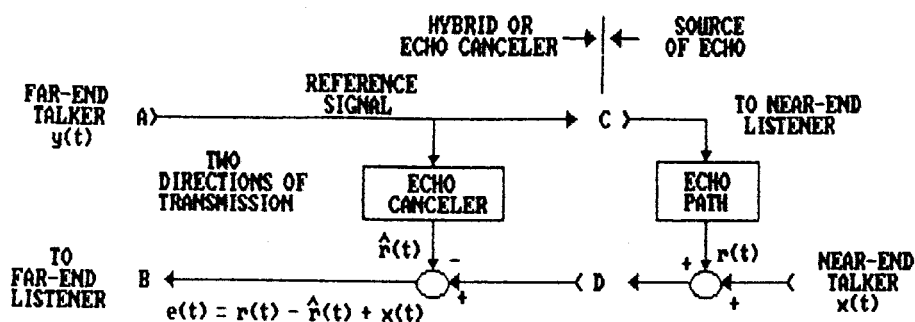 HYBRID OR
ECHO CANCELER
SOURCE
OF ECHO
FAR-END
TALKER
y(t)
A
REFERENCE
SIGNAL
C
TO NEAR-END
LISTENER
TWO
DIRECTIONS OF
TRANSMISSION
ECHO
CANCELER
ECHO
PATH
r̂(t)
-
r(t)
TO
FAR-END
LISTENER
B
+
D
+
+
NEAR-END
TALKER
x(t)
e(t) = r(t) - r̂(t) + x(t)